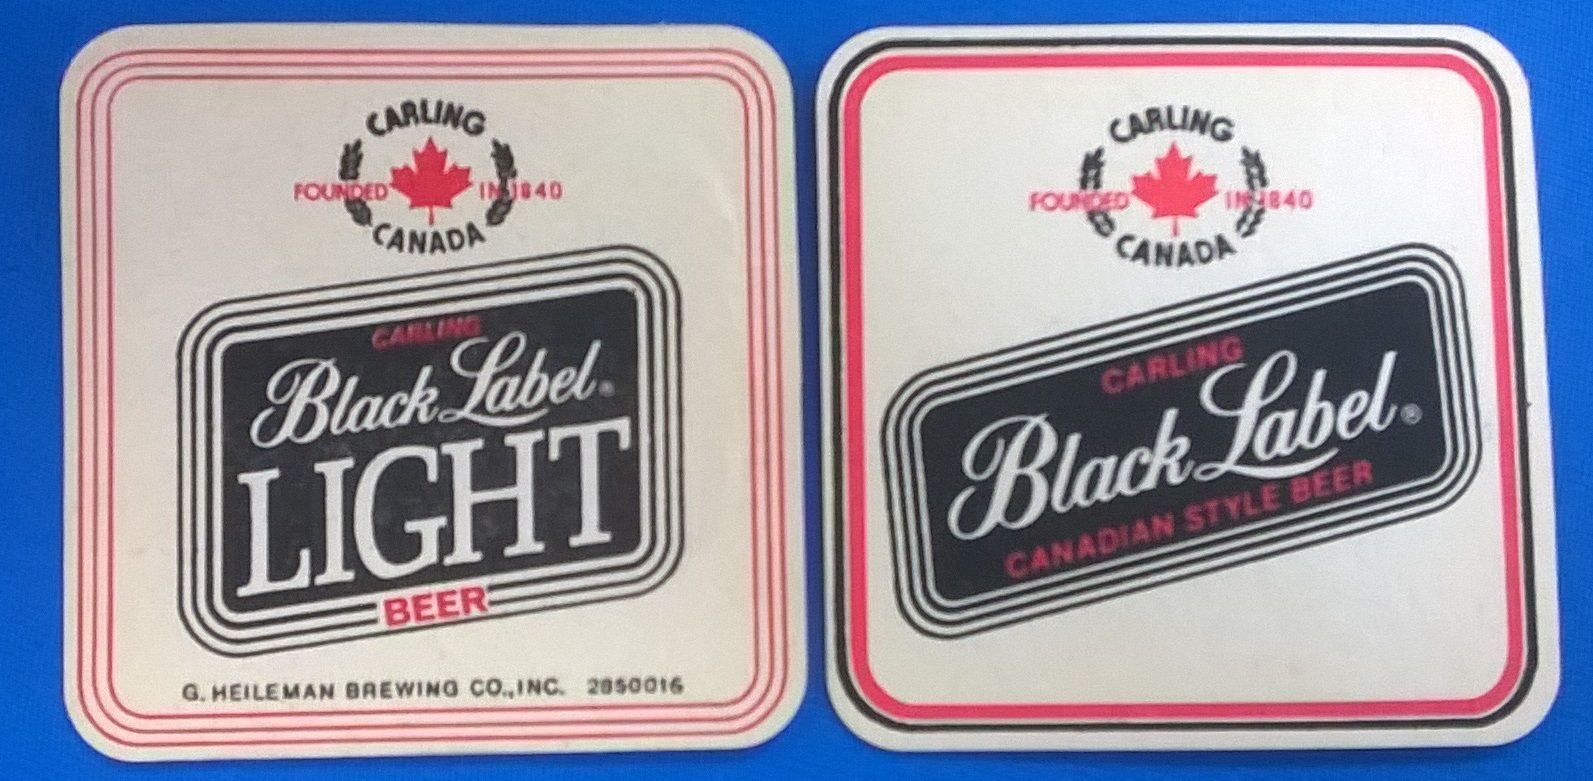 CARLING
FOUNDED IN 1840
CANADA
CARLING
Black Label®
LIGHT
BEER
G. HEILEMAN BREWING CO., INC. 2850016
CARLING
FOUNDED IN 1840
CANADA
CARLING
Black Label®
CANADIAN STYLE BEER